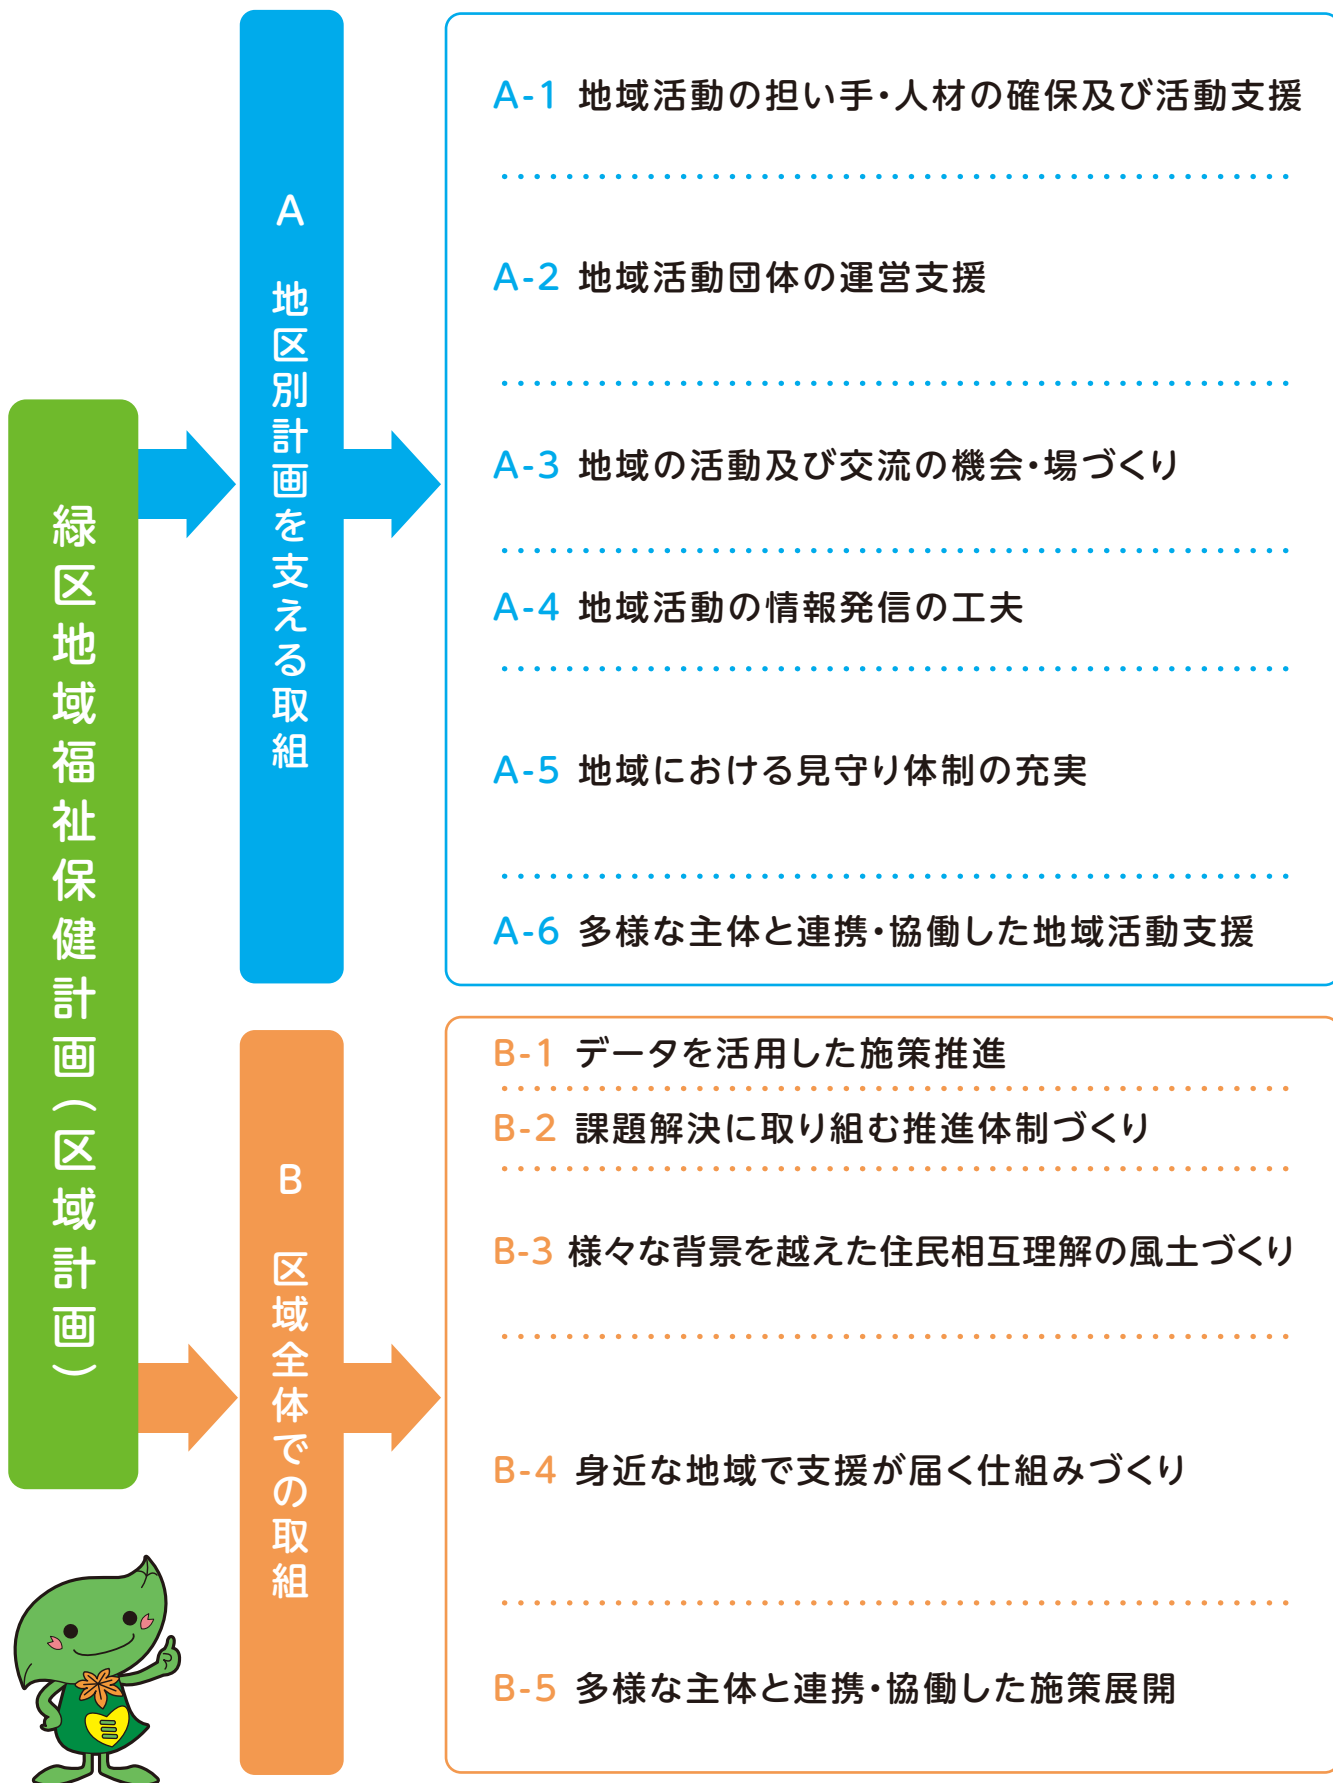 緑区地域福祉保健計画(区域計画)
A 地区別計画を支える取組
A-1 地域活動の担い手・人材の確保及び活動支援
A-2 地域活動団体の運営支援
A-3 地域の活動及び交流の機会・場づくり
A-4 地域活動の情報発信の工夫
A-5 地域における見守り体制の充実
A-6 多様な主体と連携・協働した地域活動支援
B 区域全体での取組
B-1 データを活用した施策推進
B-2 課題解決に取り組む推進体制づくり
B-3 様々な背景を越えた住民相互理解の風土づくり
B-4 身近な地域で支援が届く仕組みづくり
B-5 多様な主体と連携・協働した施策展開